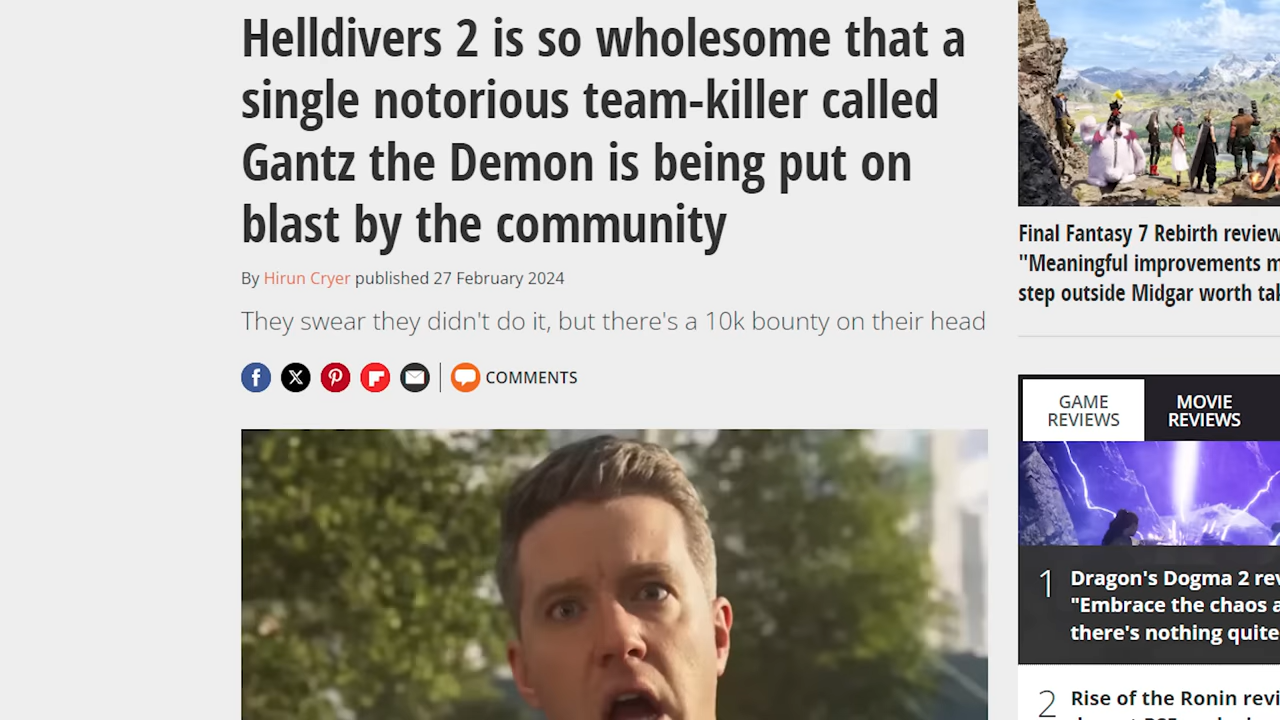 Helldivers 2 is so wholesome that a
single notorious team-killer called
Gantz the Demon is being put on
blast by the community
By Hirun Cryer published 27 February 2024
They swear they didn't do it, but there's a 10k bounty on their head
COMMENTS
Final Fantasy 7 Rebirth review
"Meaningful improvements m
step outside Midgar worth tak
GAME
REVIEWS
MOVIE
REVIEWS
1
Dragon's Dogma 2 rev
"Embrace the chaos a
there's nothing quite
2
Rise of the Ronin revi